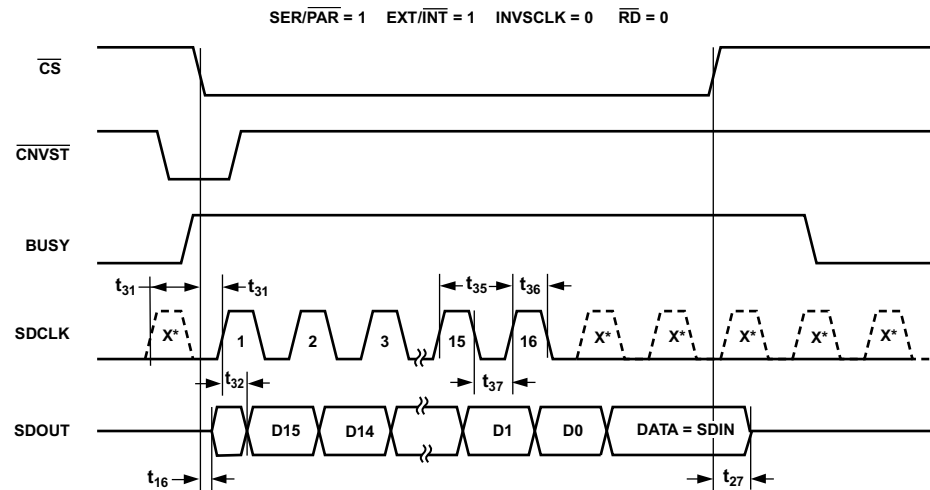 SER/PAR = 1 EXT/INT = 1 INVSCLK = 0 RD = 0
CS
CNVST
BUSY
t31 t31 t35 t36
SDCLK X* 1 2 3 15 16 X* X* X* X* X*
t32 t37
SDOUT D15 D14 D1 D0 DATA = SDIN
t16 t27